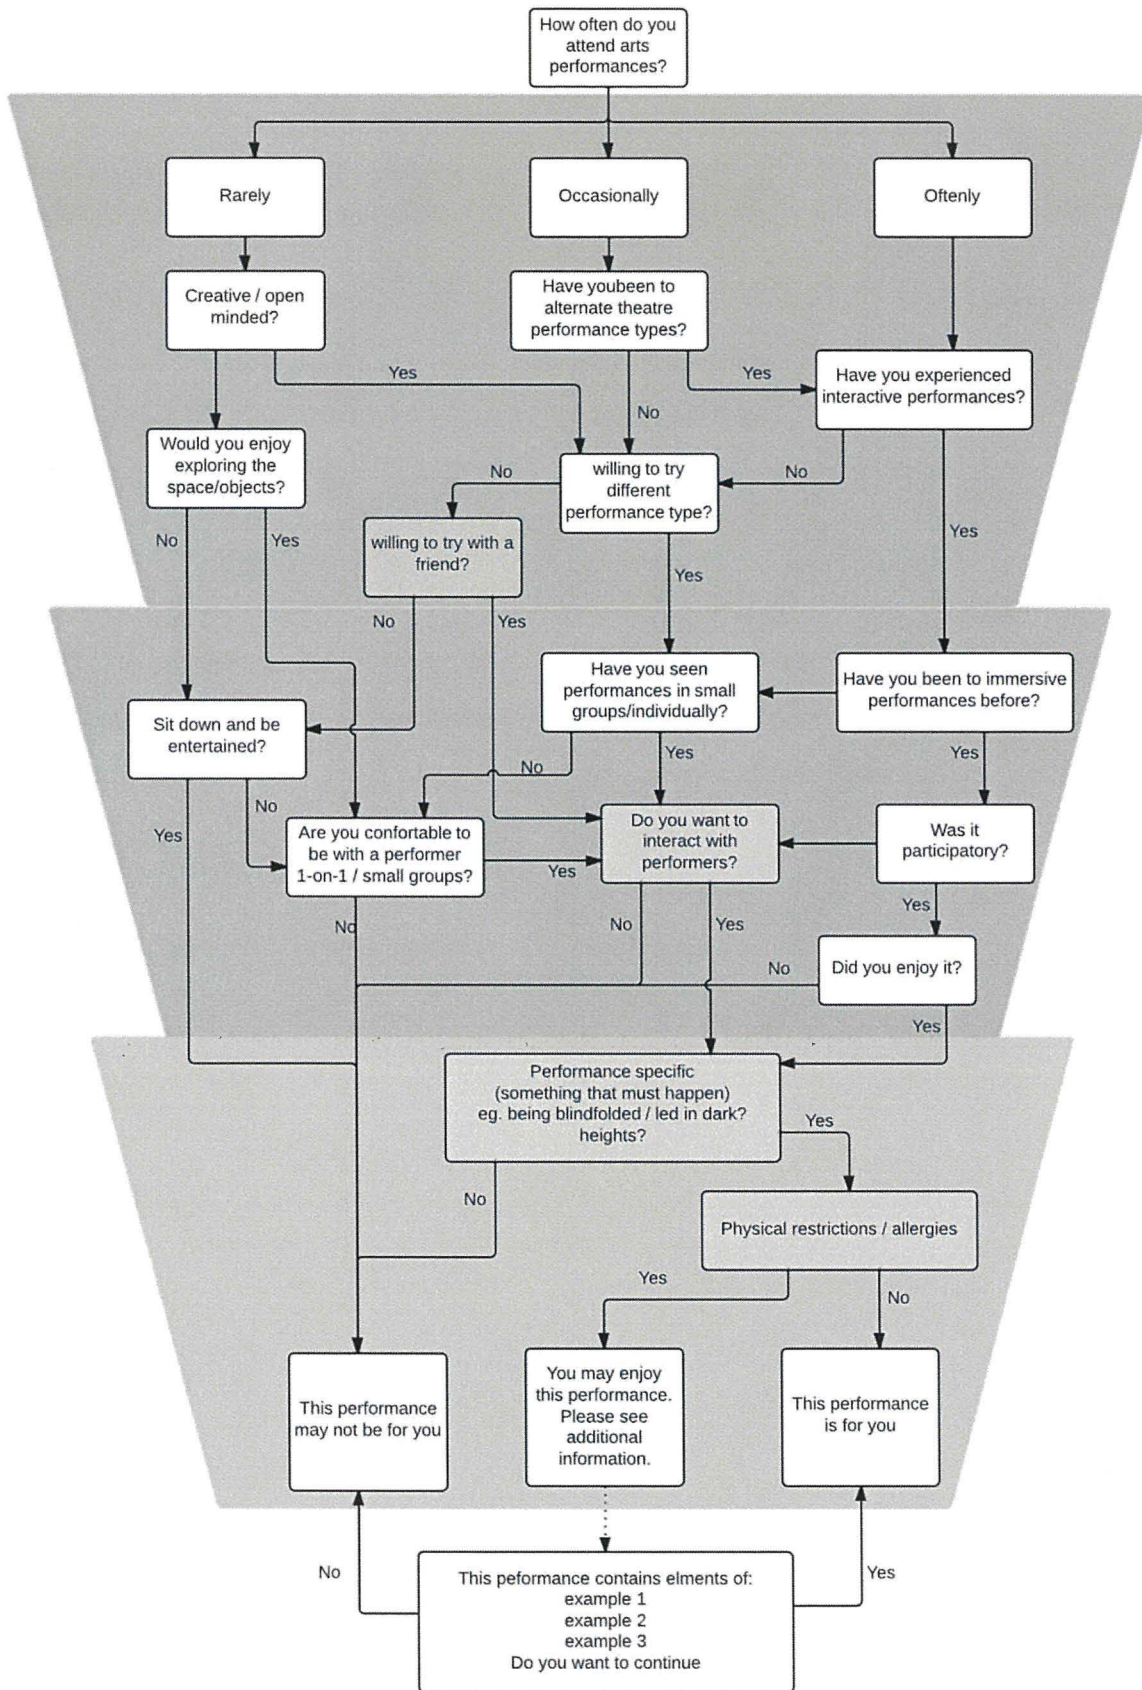 How often do you
attend arts
performances?
Rarely
Occasionally
Oftenly
Creative / open
minded?
Have youbeen to
alternate theatre
performance types?
Yes
Yes
Have you experienced
interactive performances?
No
Would you enjoy
exploring the
space/objects?
No
willing to try
different
performance type?
No
No
Yes
willing to try with a
friend?
Yes
Yes
No
Yes
Have you seen
performances in small
groups/individually?
Have you been to immersive
performances before?
Sit down and be
entertained?
No
Yes
Yes
No
Yes
Are you confortable to
be with a performer
1-on-1 / small groups?
Yes
Do you want to
interact with
performers?
Was it
participatory?
Yes
No
No
Yes
No
Did you enjoy it?
Yes
Performance specific
(something that must happen)
eg. being blindfolded / led in dark?
heights?
Yes
No
Physical restrictions / allergies
Yes
No
This performance
may not be for you
You may enjoy
this performance.
Please see
additional
information.
This performance
is for you
No
Yes
This peformance contains elments of:
example 1
example 2
example 3
Do you want to continue